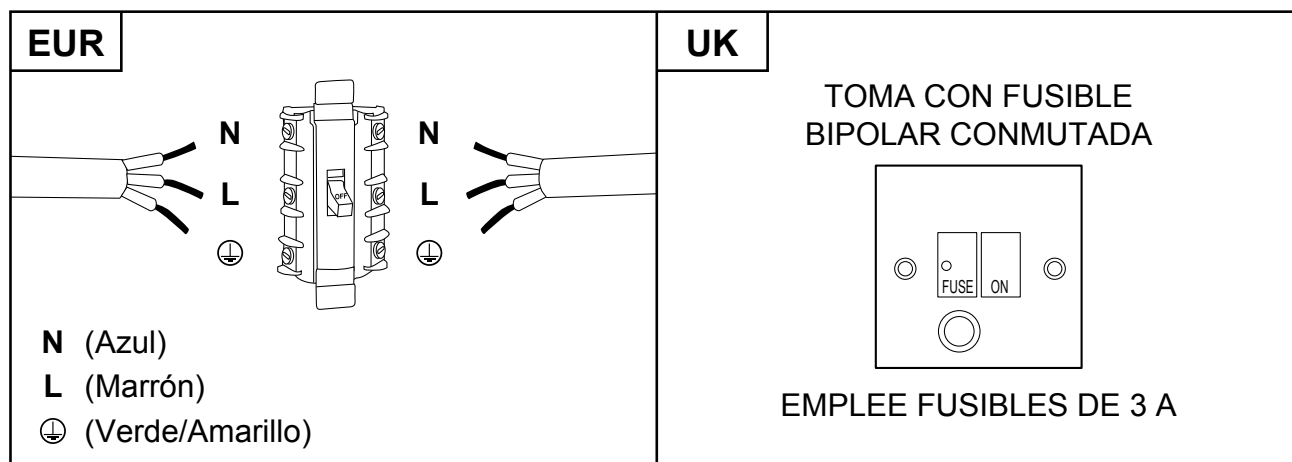 EUR
N
L
OFF
N
L
N (Azul)
L (Marrón)
(Verde/Amarillo)
UK
TOMA CON FUSIBLE
BIPOLAR CONMUTADA
FUSE
ON
EMPLEE FUSIBLES DE 3 A